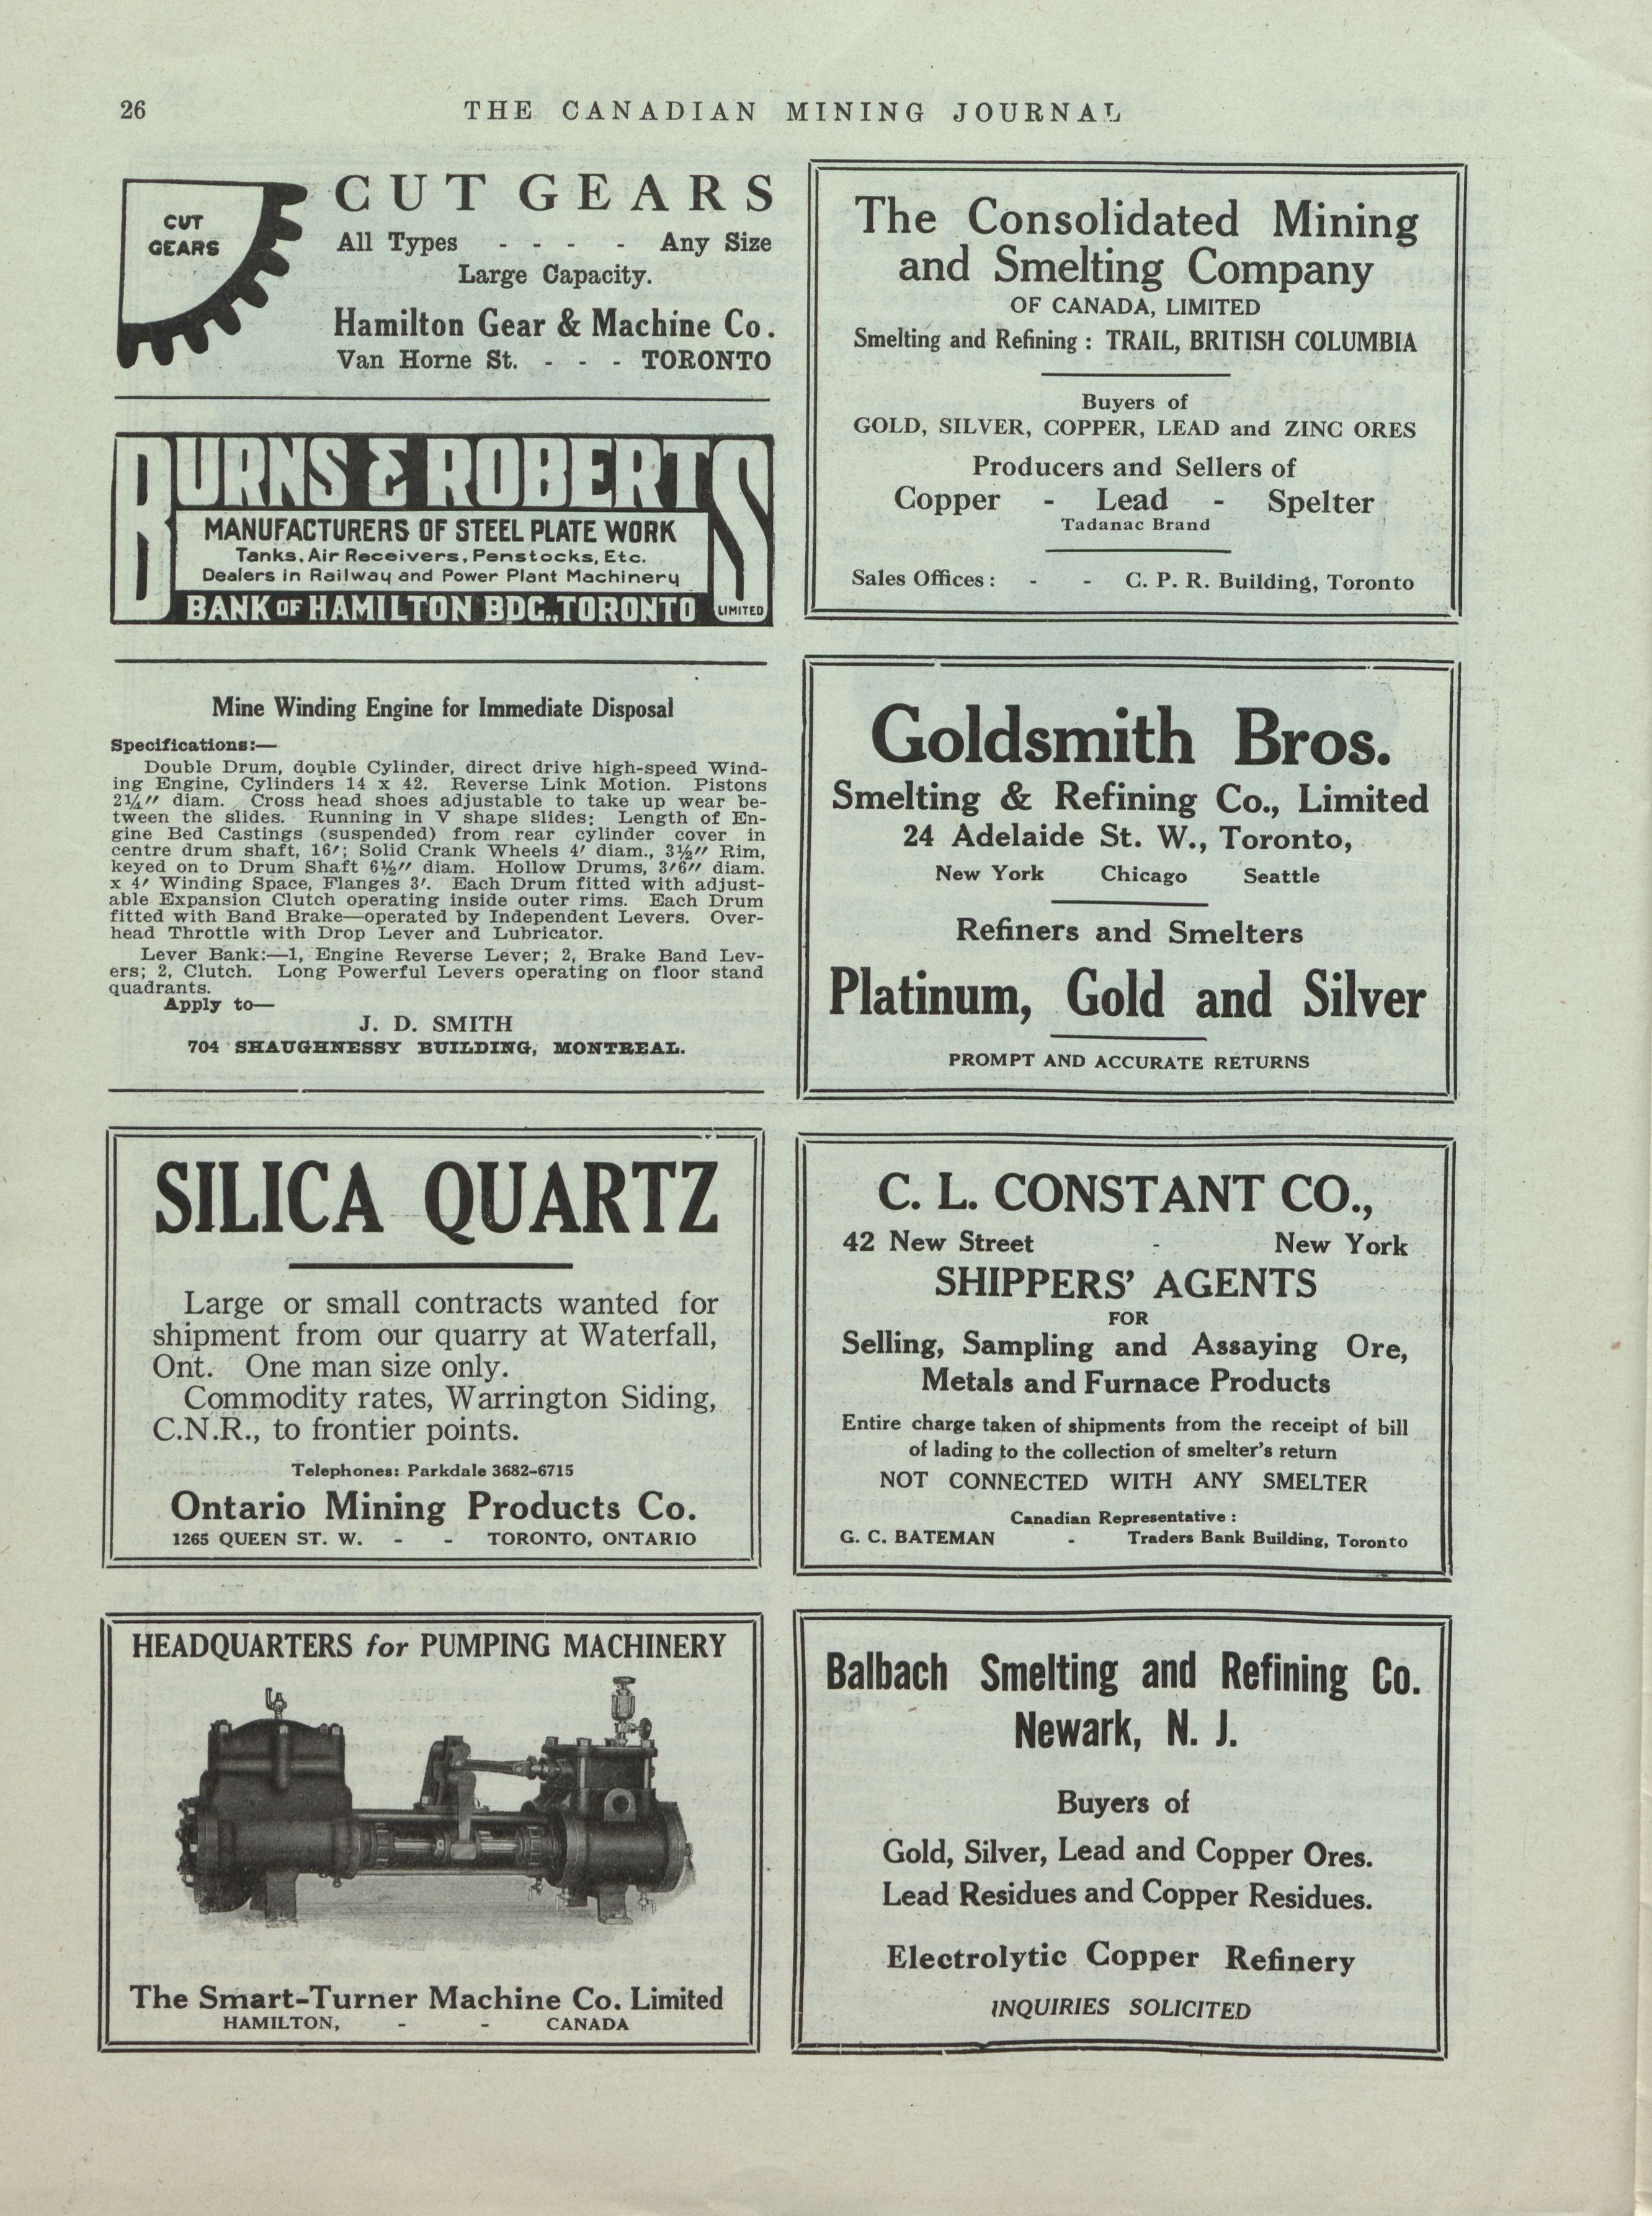 26
THE CANADIAN MINING JOURNAL
CUT
GEARS
CUT GEARS
All Types - - - - Any Size
Large Capacity.
Hamilton Gear & Machine Co.
Van Horne St. - - - TORONTO
BURNS & ROBERTS
MANUFACTURERS OF STEEL PLATE WORK
Tanks, Air Receivers, Penstocks, Etc.
Dealers in Railway and Power Plant Machinery
BANK OF HAMILTON BDG., TORONTO LIMITED
Mine Winding Engine for Immediate Disposal
Specifications:—
Double Drum, double Cylinder, direct drive high-speed Wind-
ing Engine, Cylinders 14 x 42. Reverse Link Motion. Pistons
2¼″ diam. Cross head shoes adjustable to take up wear be-
tween the slides. Running in V shape slides: Length of En-
gine Bed Castings (suspended) from rear cylinder cover in
centre drum shaft, 16′; Solid Crank Wheels 4′ diam., 3½″ Rim,
keyed on to Drum Shaft 6½″ diam. Hollow Drums, 3′6″ diam.
x 4′ Winding Space, Flanges 3′. Each Drum fitted with adjust-
able Expansion Clutch operating inside outer rims. Each Drum
fitted with Band Brake—operated by Independent Levers. Over-
head Throttle with Drop Lever and Lubricator.
Lever Bank:—1, Engine Reverse Lever; 2, Brake Band Lev-
ers; 2, Clutch. Long Powerful Levers operating on floor stand
quadrants.
Apply to—
J. D. SMITH
704 SHAUGHNESSY BUILDING, MONTREAL.
SILICA QUARTZ
Large or small contracts wanted for
shipment from our quarry at Waterfall,
Ont. One man size only.
Commodity rates, Warrington Siding,
C.N.R., to frontier points.
Telephones: Parkdale 3682-6715
Ontario Mining Products Co.
1265 QUEEN ST. W. - - TORONTO, ONTARIO
HEADQUARTERS for PUMPING MACHINERY
The Smart-Turner Machine Co. Limited
HAMILTON, - - CANADA
The Consolidated Mining
and Smelting Company
OF CANADA, LIMITED
Smelting and Refining : TRAIL, BRITISH COLUMBIA
Buyers of
GOLD, SILVER, COPPER, LEAD and ZINC ORES
Producers and Sellers of
Copper - Lead - Spelter
Tadanac Brand
Sales Offices : - - C. P. R. Building, Toronto
Goldsmith Bros.
Smelting & Refining Co., Limited
24 Adelaide St. W., Toronto,
New York Chicago Seattle
Refiners and Smelters
Platinum, Gold and Silver
PROMPT AND ACCURATE RETURNS
C. L. CONSTANT CO.,
42 New Street - New York
SHIPPERS' AGENTS
FOR
Selling, Sampling and Assaying Ore,
Metals and Furnace Products
Entire charge taken of shipments from the receipt of bill
of lading to the collection of smelter's return
NOT CONNECTED WITH ANY SMELTER
Canadian Representative :
G. C. BATEMAN - Traders Bank Building, Toronto
Balbach Smelting and Refining Co.
Newark, N. J.
Buyers of
Gold, Silver, Lead and Copper Ores.
Lead Residues and Copper Residues.
Electrolytic Copper Refinery
INQUIRIES SOLICITED